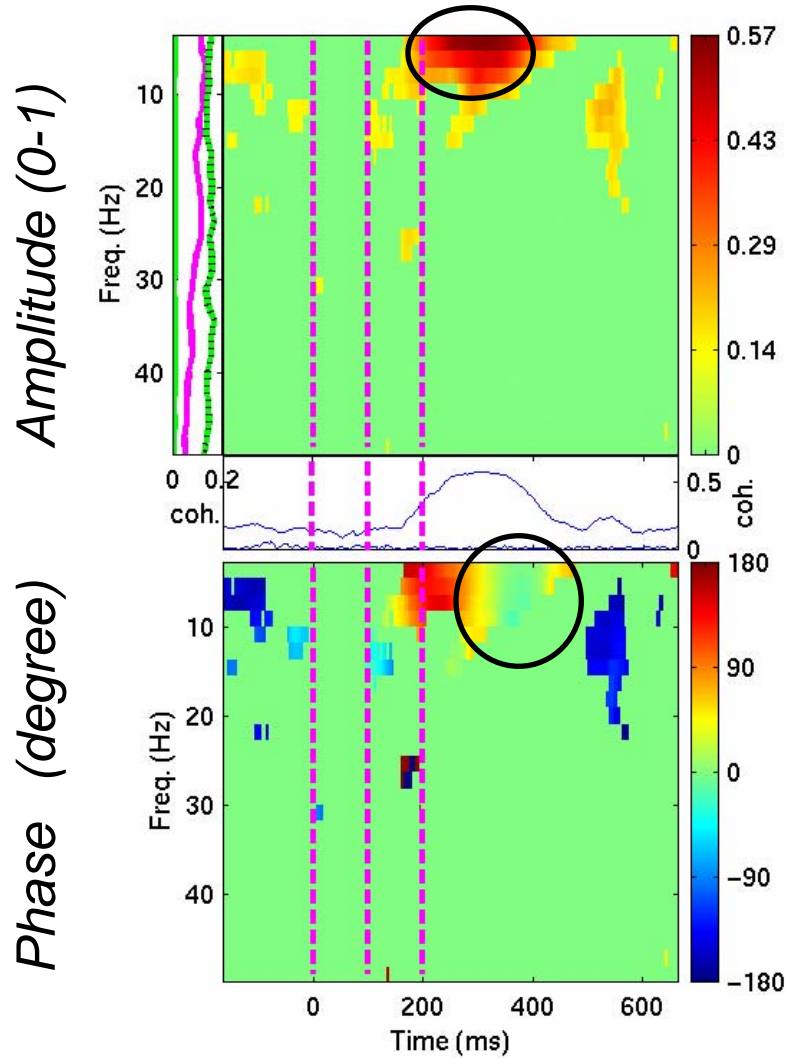 Amplitude (0-1)
Freq. (Hz)
10
20
30
40
0.57
0.43
0.29
0.14
0
0 0.2
coh.
0.5
0
coh.
Phase (degree)
Freq. (Hz)
10
20
30
40
180
90
0
−90
−180
0 200 400 600
Time (ms)